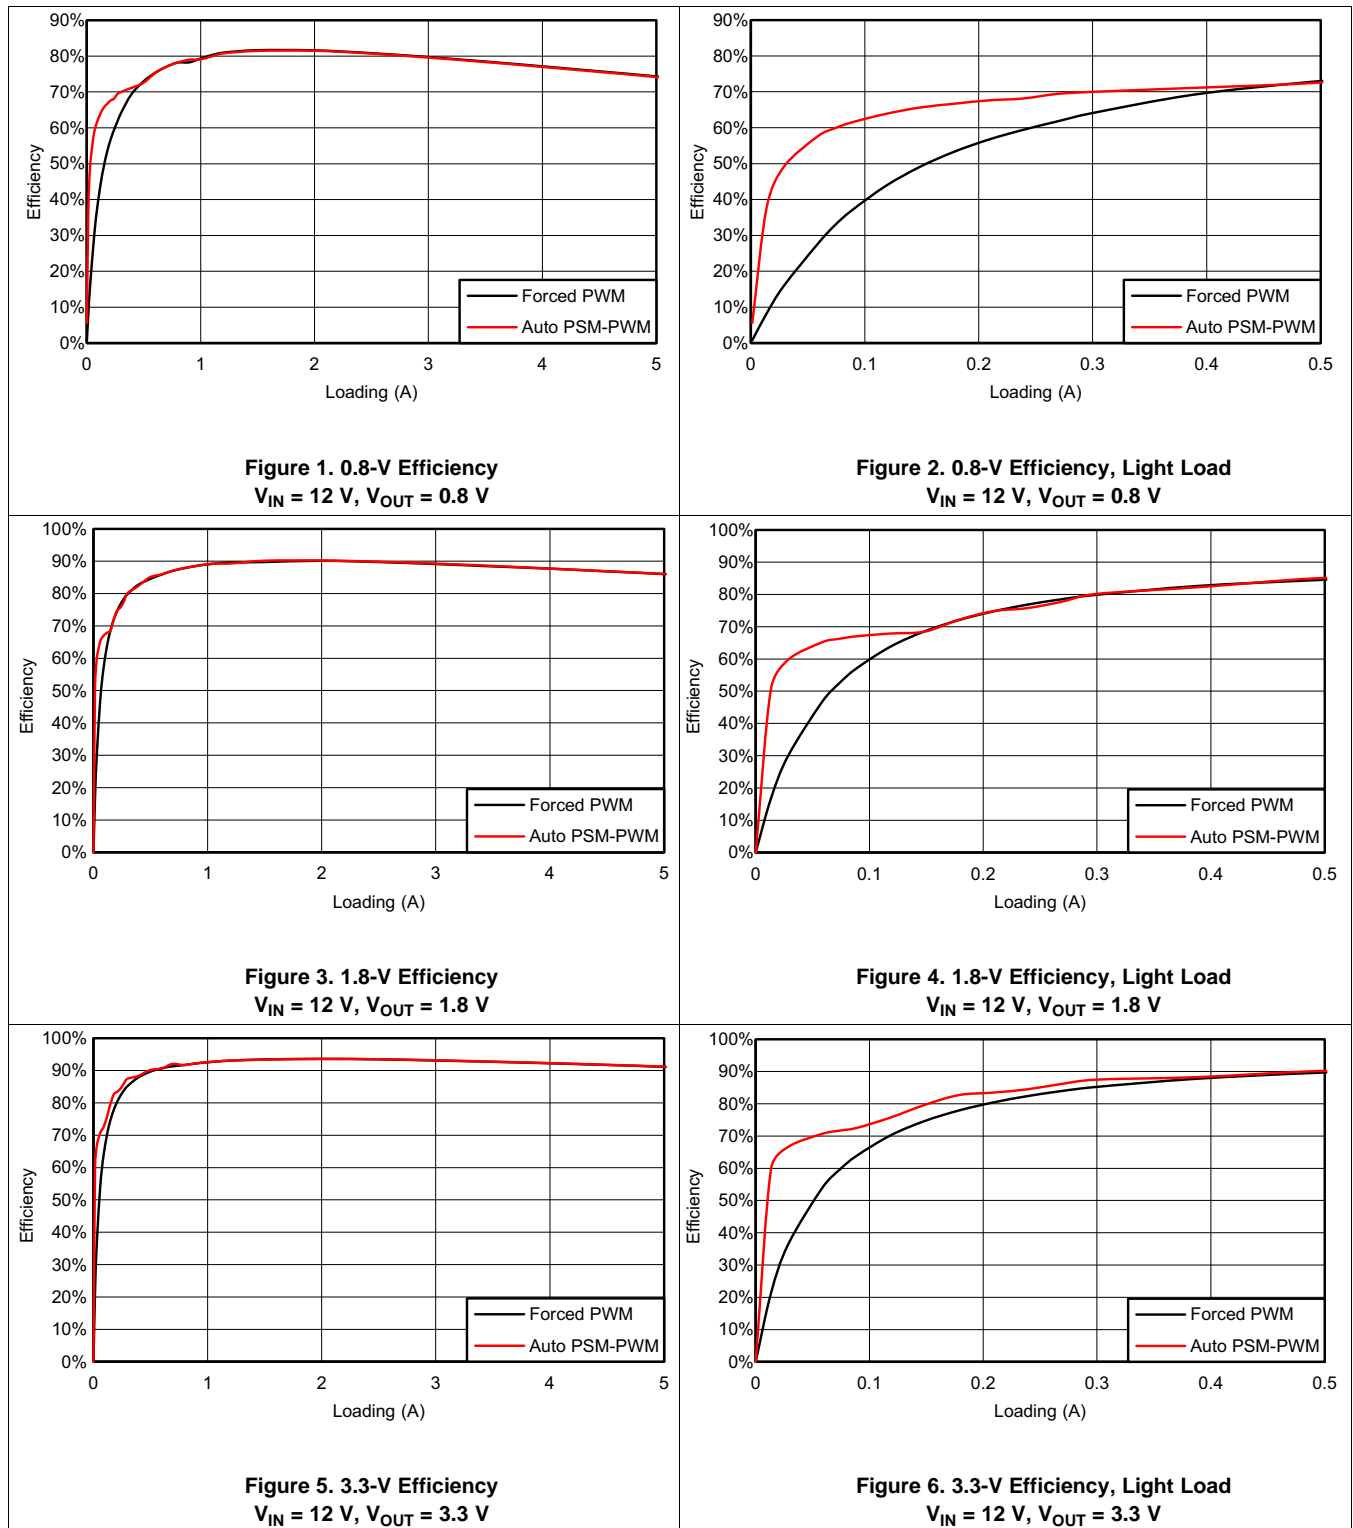 90%
80%
70%
60%
50%
40%
30%
20%
10%
0%
Efficiency
0 1 2 3 4 5
Loading (A)
Forced PWM
Auto PSM-PWM
Figure 1. 0.8-V Efficiency
VIN = 12 V, VOUT = 0.8 V
90%
80%
70%
60%
50%
40%
30%
20%
10%
0%
Efficiency
0 0.1 0.2 0.3 0.4 0.5
Loading (A)
Forced PWM
Auto PSM-PWM
Figure 2. 0.8-V Efficiency, Light Load
VIN = 12 V, VOUT = 0.8 V
100%
90%
80%
70%
60%
50%
40%
30%
20%
10%
0%
Efficiency
0 1 2 3 4 5
Loading (A)
Forced PWM
Auto PSM-PWM
Figure 3. 1.8-V Efficiency
VIN = 12 V, VOUT = 1.8 V
100%
90%
80%
70%
60%
50%
40%
30%
20%
10%
0%
Efficiency
0 0.1 0.2 0.3 0.4 0.5
Loading (A)
Forced PWM
Auto PSM-PWM
Figure 4. 1.8-V Efficiency, Light Load
VIN = 12 V, VOUT = 1.8 V
100%
90%
80%
70%
60%
50%
40%
30%
20%
10%
0%
Efficiency
0 1 2 3 4 5
Loading (A)
Forced PWM
Auto PSM-PWM
Figure 5. 3.3-V Efficiency
VIN = 12 V, VOUT = 3.3 V
100%
90%
80%
70%
60%
50%
40%
30%
20%
10%
0%
Efficiency
0 0.1 0.2 0.3 0.4 0.5
Loading (A)
Forced PWM
Auto PSM-PWM
Figure 6. 3.3-V Efficiency, Light Load
VIN = 12 V, VOUT = 3.3 V